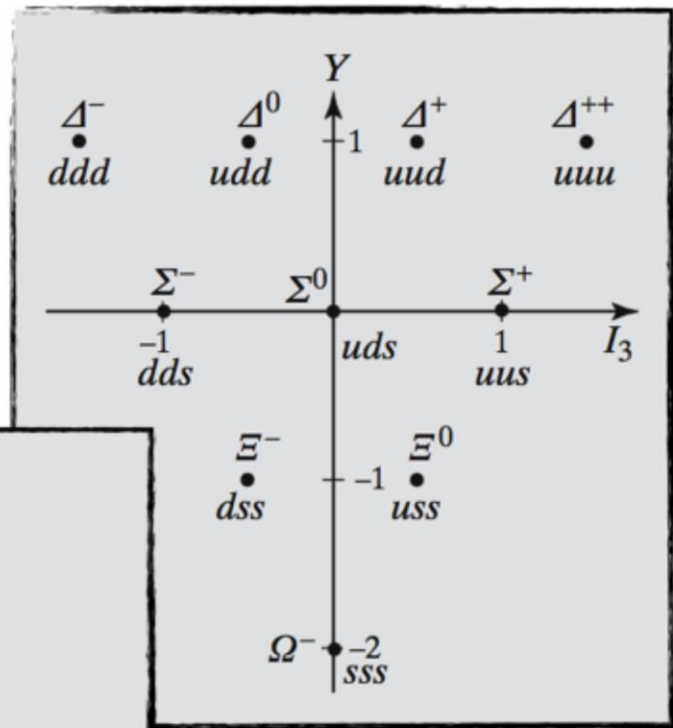 Y
Δ⁻ Δ⁰ Δ⁺ Δ⁺⁺
1
ddd udd uud uuu
Σ⁻ Σ⁰ Σ⁺
–1 uds 1 I₃
dds uus
Ξ⁻ Ξ⁰
–1
dss uss
Ω⁻ –2
sss